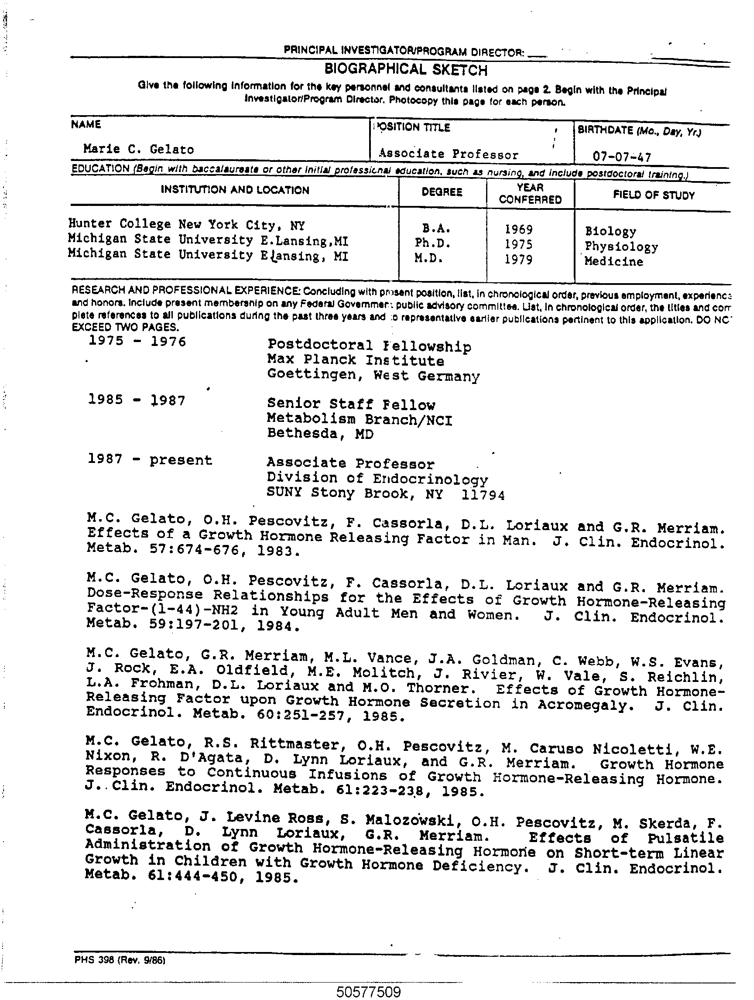 PRINCIPAL INVESTIGATOR/PROGRAM DIRECTOR:
BIOGRAPHICAL SKETCH
Give the following information for the key personnel and consultants listed on page 2. Begin with the Principal
Investigator/Program Director. Photocopy this page for each person.
NAME POSITION TITLE BIRTHDATE (Mo., Day, Yr.)
Marie C. Gelato Associate Professor 07-07-47
EDUCATION (Begin with baccalaureate or other initial professional education, such as nursing, and include postdoctoral training.)
INSTITUTION AND LOCATION DEGREE YEAR CONFERRED FIELD OF STUDY
Hunter College New York City, NY B.A. 1969 Biology
Michigan State University E.Lansing,MI Ph.D. 1975 Physiology
Michigan State University E.Lansing, MI M.D. 1979 Medicine
RESEARCH AND PROFESSIONAL EXPERIENCE: Concluding with present position, list, in chronological order, previous employment, experience
and honors. Include present membership on any Federal Government public advisory committee. List, in chronological order, the titles and com
plete references to all publications during the past three years and to representative earlier publications pertinent to this application. DO NOT
EXCEED TWO PAGES.
1975 - 1976 Postdoctoral Fellowship
Max Planck Institute
Goettingen, West Germany
1985 - 1987 Senior Staff Fellow
Metabolism Branch/NCI
Bethesda, MD
1987 - present Associate Professor
Division of Endocrinology
SUNY Stony Brook, NY 11794
M.C. Gelato, O.H. Pescovitz, F. Cassorla, D.L. Loriaux and G.R. Merriam.
Effects of a Growth Hormone Releasing Factor in Man. J. Clin. Endocrinol.
Metab. 57:674-676, 1983.
M.C. Gelato, O.H. Pescovitz, F. Cassorla, D.L. Loriaux and G.R. Merriam.
Dose-Response Relationships for the Effects of Growth Hormone-Releasing
Factor-(1-44)-NH2 in Young Adult Men and Women. J. Clin. Endocrinol.
Metab. 59:197-201, 1984.
M.C. Gelato, G.R. Merriam, M.L. Vance, J.A. Goldman, C. Webb, W.S. Evans,
J. Rock, E.A. Oldfield, M.E. Molitch, J. Rivier, W. Vale, S. Reichlin,
L.A. Frohman, D.L. Loriaux and M.O. Thorner. Effects of Growth Hormone-
Releasing Factor upon Growth Hormone Secretion in Acromegaly. J. Clin.
Endocrinol. Metab. 60:251-257, 1985.
M.C. Gelato, R.S. Rittmaster, O.H. Pescovitz, M. Caruso Nicoletti, W.E.
Nixon, R. D'Agata, D. Lynn Loriaux, and G.R. Merriam. Growth Hormone
Responses to Continuous Infusions of Growth Hormone-Releasing Hormone.
J. Clin. Endocrinol. Metab. 61:223-238, 1985.
M.C. Gelato, J. Levine Ross, S. Malozowski, O.H. Pescovitz, M. Skerda, F.
Cassorla, D. Lynn Loriaux, G.R. Merriam. Effects of Pulsatile
Administration of Growth Hormone-Releasing Hormone on Short-term Linear
Growth in Children with Growth Hormone Deficiency. J. Clin. Endocrinol.
Metab. 61:444-450, 1985.
PHS 398 (Rev. 9/86)
50577509